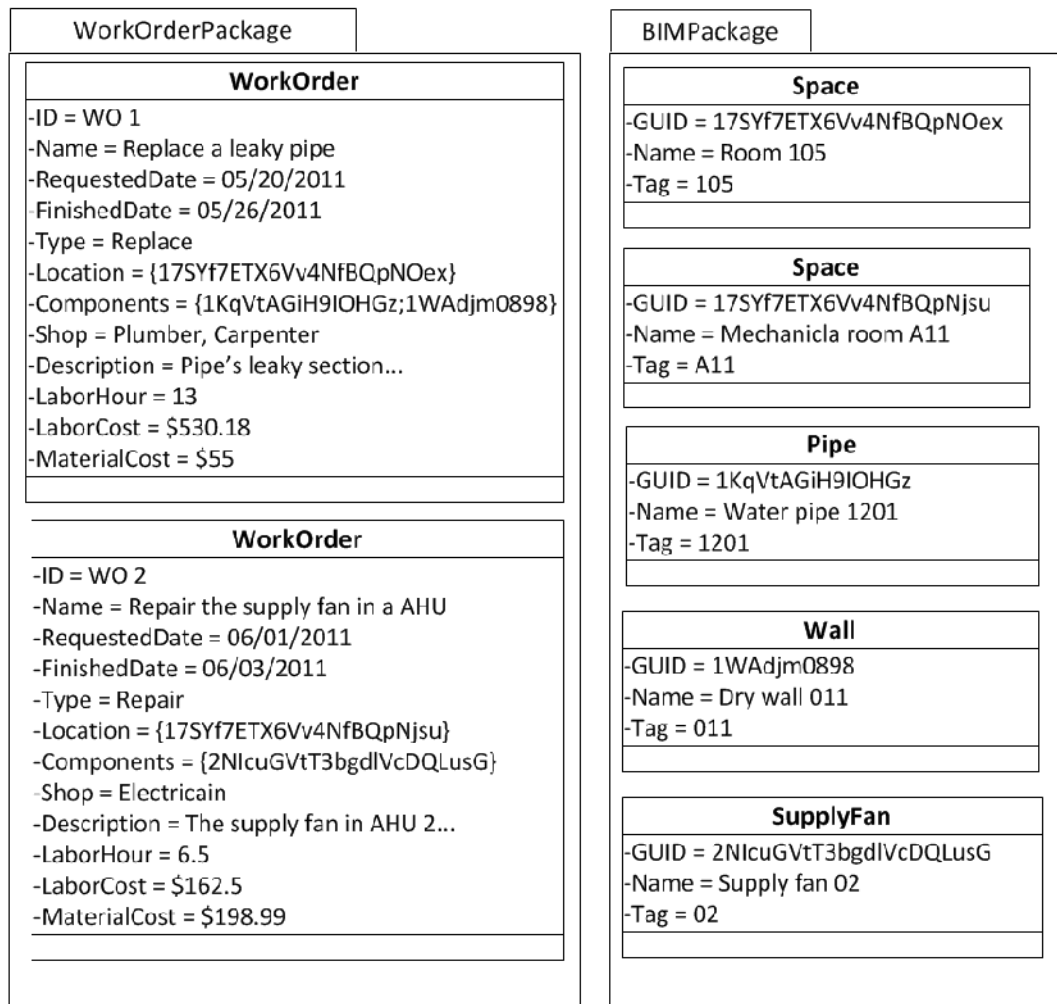 WorkOrderPackage
WorkOrder
-ID = WO 1
-Name = Replace a leaky pipe
-RequestedDate = 05/20/2011
-FinishedDate = 05/26/2011
-Type = Replace
-Location = {17SYf7ETX6Vv4NfBQpNOex}
-Components = {1KqVtAGiH9IOHGz;1WAdjm0898}
-Shop = Plumber, Carpenter
-Description = Pipe's leaky section...
-LaborHour = 13
-LaborCost = $530.18
-MaterialCost = $55
WorkOrder
-ID = WO 2
-Name = Repair the supply fan in a AHU
-RequestedDate = 06/01/2011
-FinishedDate = 06/03/2011
-Type = Repair
-Location = {17SYf7ETX6Vv4NfBQpNjsu}
-Components = {2NIcuGVtT3bgdlVcDQLusG}
-Shop = Electricain
-Description = The supply fan in AHU 2...
-LaborHour = 6.5
-LaborCost = $162.5
-MaterialCost = $198.99
BIMPackage
Space
-GUID = 17SYf7ETX6Vv4NfBQpNOex
-Name = Room 105
-Tag = 105
Space
-GUID = 17SYf7ETX6Vv4NfBQpNjsu
-Name = Mechanicla room A11
-Tag = A11
Pipe
-GUID = 1KqVtAGiH9IOHGz
-Name = Water pipe 1201
-Tag = 1201
Wall
-GUID = 1WAdjm0898
-Name = Dry wall 011
-Tag = 011
SupplyFan
-GUID = 2NIcuGVtT3bgdlVcDQLusG
-Name = Supply fan 02
-Tag = 02